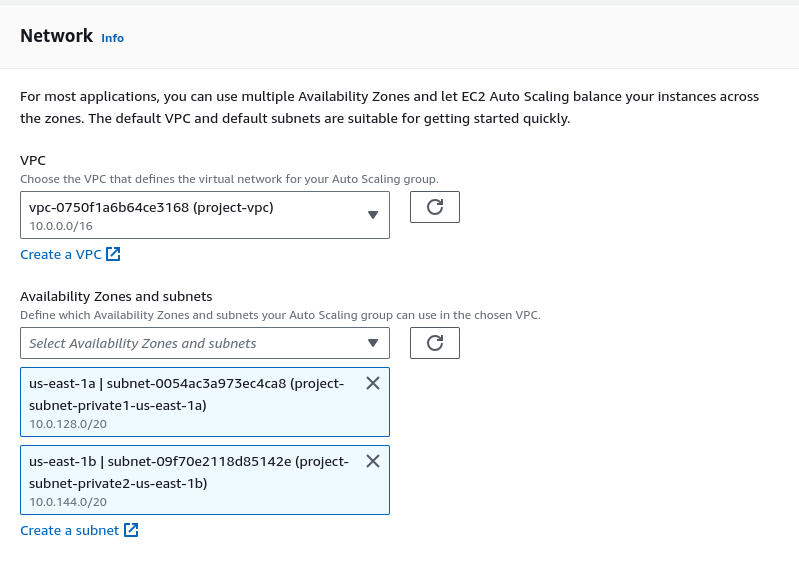 Network Info
For most applications, you can use multiple Availability Zones and let EC2 Auto Scaling balance your instances across
the zones. The default VPC and default subnets are suitable for getting started quickly.
VPC
Choose the VPC that defines the virtual network for your Auto Scaling group.
vpc-0750f1a6b64ce3168 (project-vpc)
10.0.0.0/16
Create a VPC
Availability Zones and subnets
Define which Availability Zones and subnets your Auto Scaling group can use in the chosen VPC.
Select Availability Zones and subnets
us-east-1a | subnet-0054ac3a973ec4ca8 (project-
subnet-private1-us-east-1a)
10.0.128.0/20
us-east-1b | subnet-09f70e2118d85142e (project-
subnet-private2-us-east-1b)
10.0.144.0/20
Create a subnet